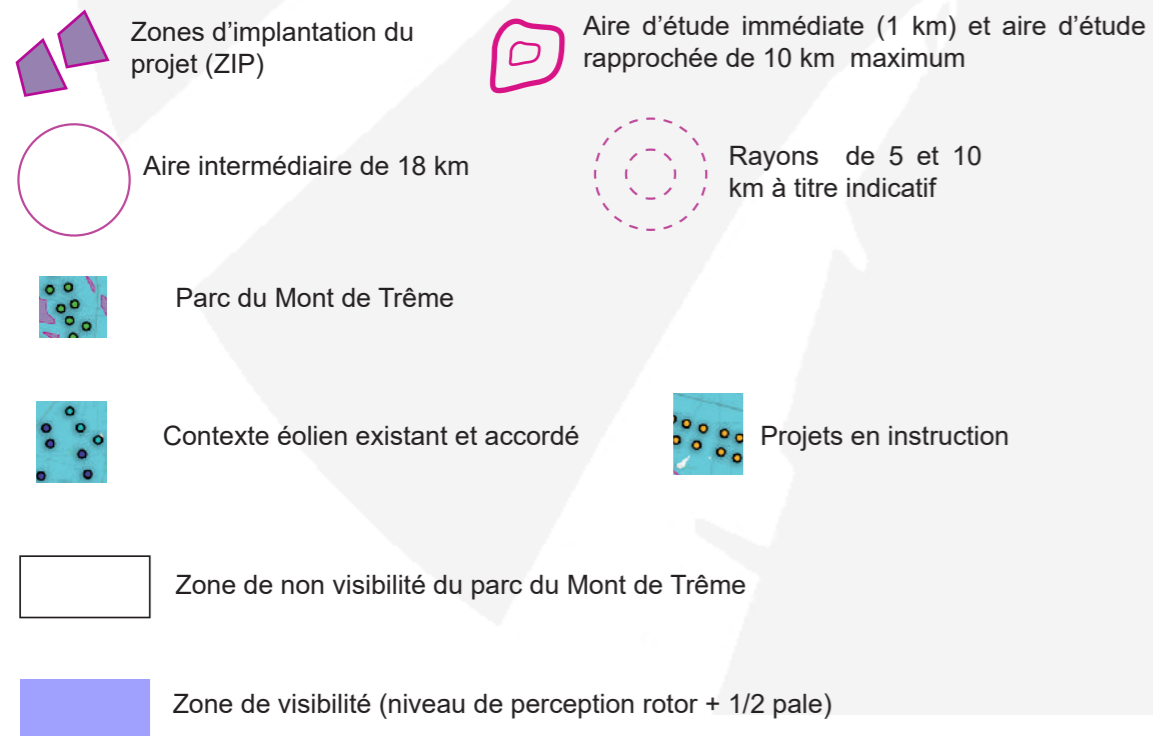 Zones d’implantation du
projet (ZIP)
Aire d’étude immédiate (1 km) et aire d’étude
rapprochée de 10 km maximum
Aire intermédiaire de 18 km
Rayons de 5 et 10
km à titre indicatif
Parc du Mont de Trême
Contexte éolien existant et accordé
Projets en instruction
Zone de non visibilité du parc du Mont de Trême
Zone de visibilité (niveau de perception rotor + 1/2 pale)